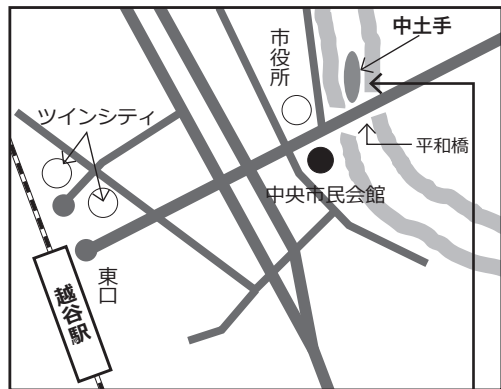 中土手
市役所
ツインシティ
平和橋
中央市民会館
東口
越谷駅